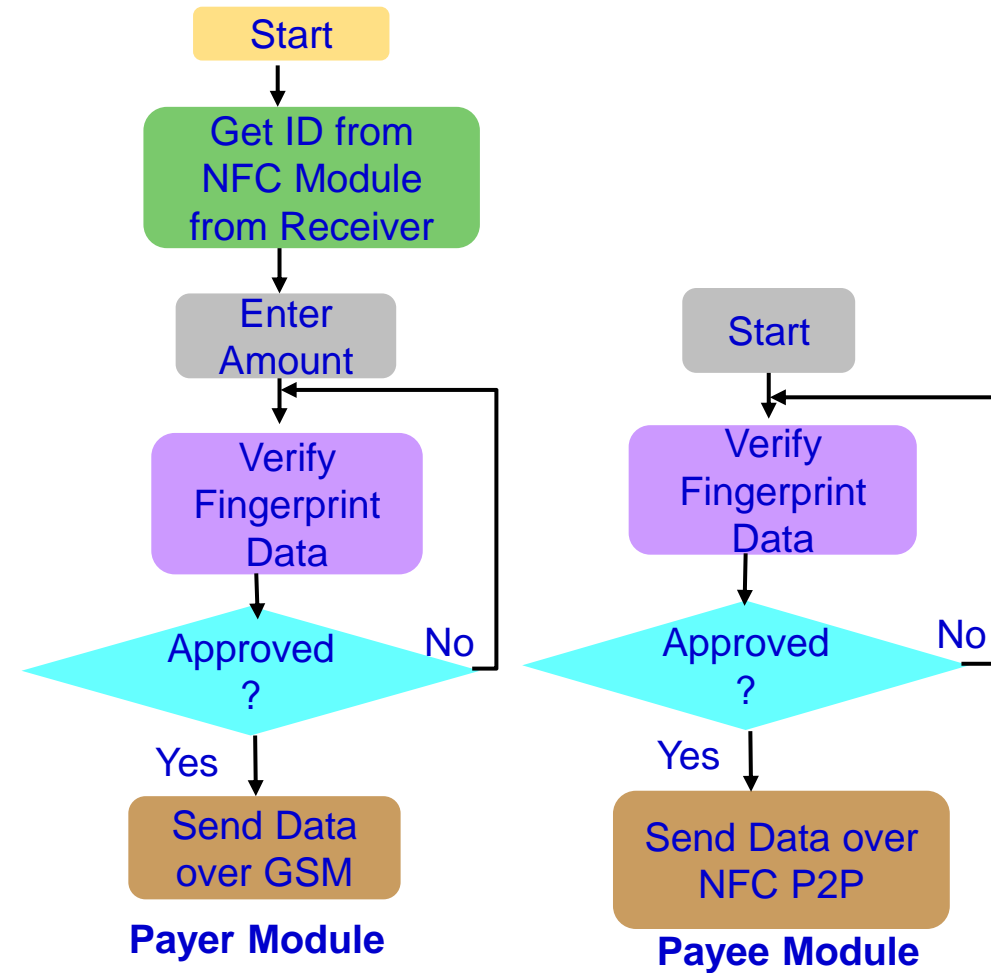 Start
Get ID from
NFC Module
from Receiver
Enter
Amount
Verify
Fingerprint
Data
Approved
?
No
Yes
Send Data
over GSM
Payer Module
Start
Verify
Fingerprint
Data
Approved
?
No
Yes
Send Data over
NFC P2P
Payee Module